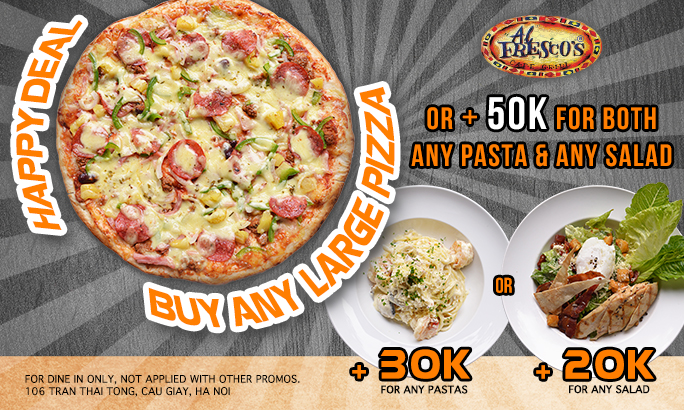 HAPPY DEAL
BUY ANY LARGE PIZZA
AL
FRESCO'S
CAFE GRILL
OR + 50K FOR BOTH
ANY PASTA & ANY SALAD
OR
+ 30K
FOR ANY PASTAS
+ 20K
FOR ANY SALAD
FOR DINE IN ONLY, NOT APPLIED WITH OTHER PROMOS.
106 TRAN THAI TONG, CAU GIAY, HA NOI